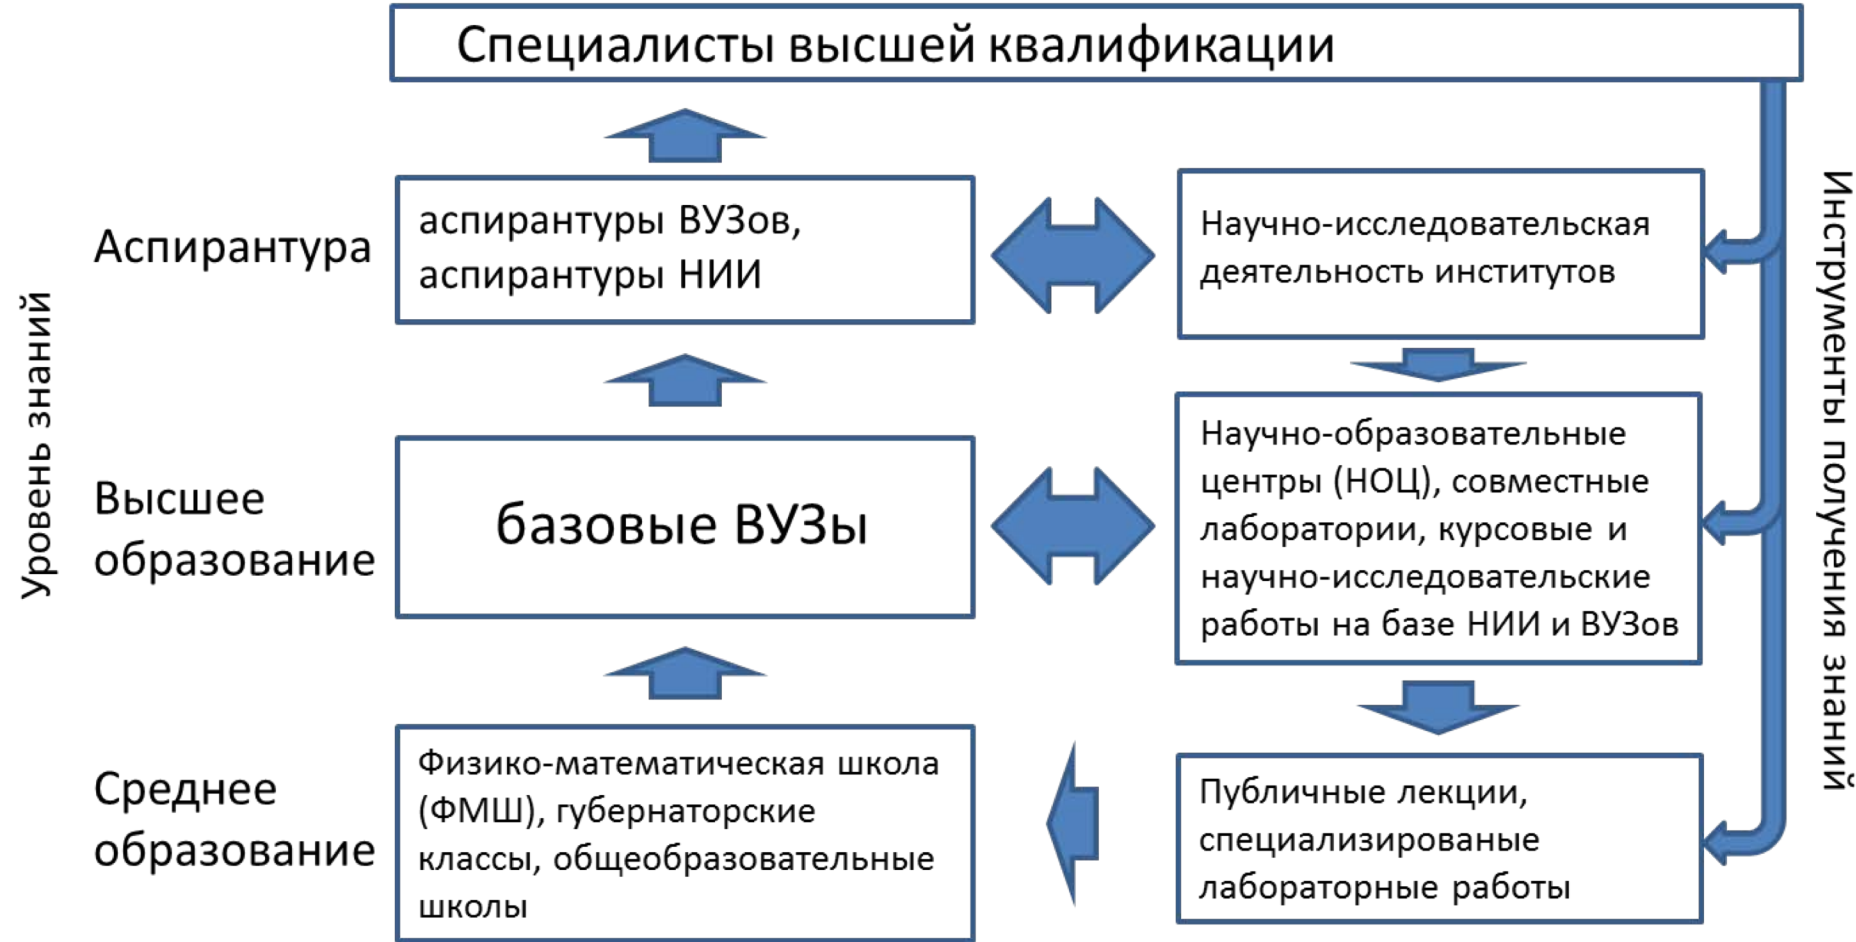 Специалисты высшей квалификации
Уровень знаний
Аспирантура
аспирантуры ВУЗов,
аспирантуры НИИ
Научно-исследовательская
деятельность институтов
Инструменты получения знаний
Высшее
образование
базовые ВУЗы
Научно-образовательные
центры (НОЦ), совместные
лаборатории, курсовые и
научно-исследовательские
работы на базе НИИ и ВУЗов
Среднее
образование
Физико-математическая школа
(ФМШ), губернаторские
классы, общеобразовательные
школы
Публичные лекции,
специализированые
лабораторные работы